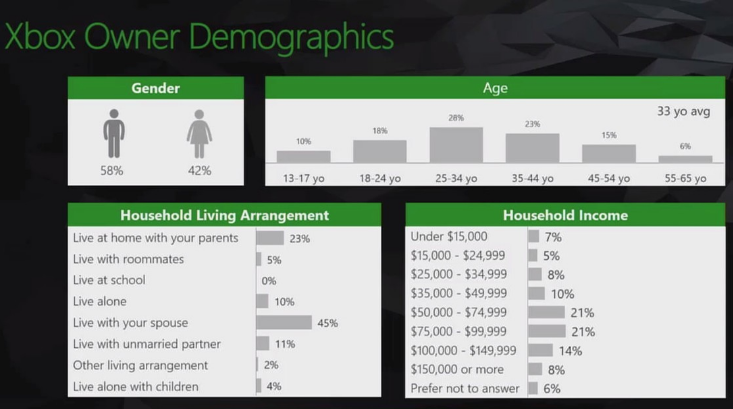 Xbox Owner Demographics
Gender
58% 42%
Age
33 yo avg
10% 18% 28% 23% 15% 6%
13-17 yo 18-24 yo 25-34 yo 35-44 yo 45-54 yo 55-65 yo
Household Living Arrangement
Live at home with your parents 23%
Live with roommates 5%
Live at school 0%
Live alone 10%
Live with your spouse 45%
Live with unmarried partner 11%
Other living arrangement 2%
Live alone with children 4%
Household Income
Under $15,000 7%
$15,000 - $24,999 5%
$25,000 - $34,999 8%
$35,000 - $49,999 10%
$50,000 - $74,999 21%
$75,000 - $99,999 21%
$100,000 - $149,999 14%
$150,000 or more 8%
Prefer not to answer 6%